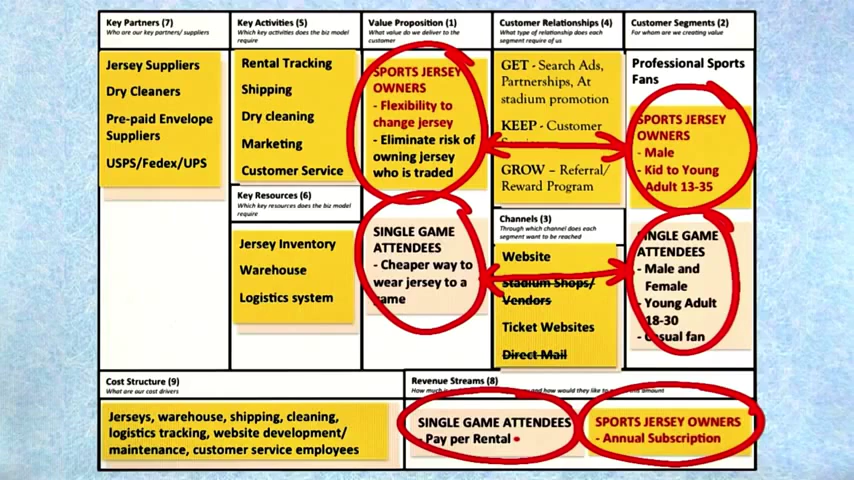 Key Partners (7)
Who are our key partners/ suppliers
Jersey Suppliers
Dry Cleaners
Pre-paid Envelope
Suppliers
USPS/Fedex/UPS
Key Activities (5)
Which key activities does the biz model
require
Rental Tracking
Shipping
Dry cleaning
Marketing
Customer Service
Key Resources (6)
Which key resources does the biz model
require
Jersey Inventory
Warehouse
Logistics system
Value Proposition (1)
What value do we deliver to the
customer
SPORTS JERSEY
OWNERS
- Flexibility to
change jersey
- Eliminate risk of
owning jersey
who is traded
SINGLE GAME
ATTENDEES
- Cheaper way to
wear jersey to a
game
Customer Relationships (4)
What type of relationship does each
segment require of us
GET - Search Ads,
Partnerships, At
stadium promotion
KEEP - Customer
GROW – Referral/
Reward Program
Channels (3)
Through which channel does each
segment want to be reached
Website
Stadium Shops/
Vendors
Ticket Websites
Direct Mail
Customer Segments (2)
For whom are we creating value
Professional Sports
Fans
SPORTS JERSEY
OWNERS
- Male
- Kid to Young
Adult 13-35
SINGLE GAME
ATTENDEES
- Male and
Female
- Young Adult
18-30
- Casual fan
Cost Structure (9)
What are our cost drivers
Jerseys, warehouse, shipping, cleaning,
logistics tracking, website development/
maintenance, customer service employees
Revenue Streams (8)
How much is and how would they like to amount
SINGLE GAME ATTENDEES
- Pay per Rental
SPORTS JERSEY OWNERS
- Annual Subscription